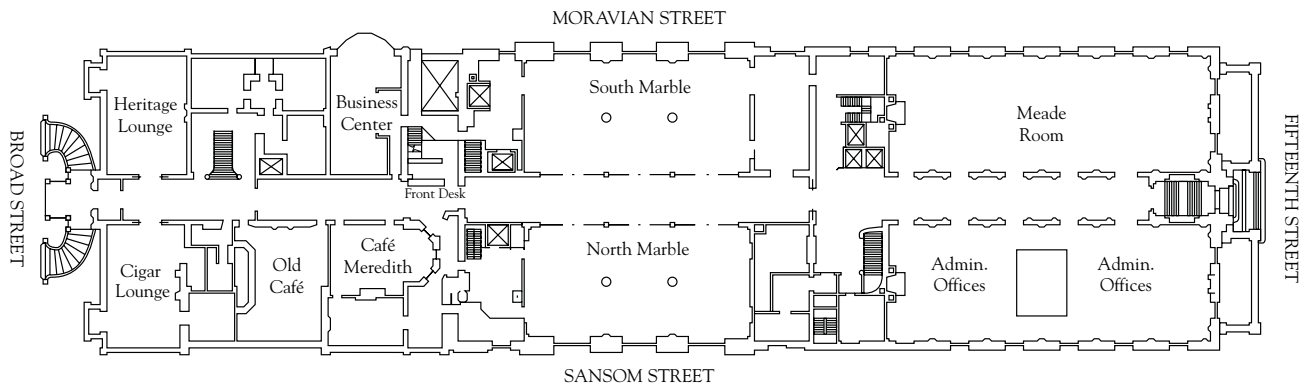 MORAVIAN STREET
Heritage
Lounge
Business
Center
South Marble
Meade
Room
BROAD STREET
FIFTEENTH STREET
Front Desk
Cigar
Lounge
Old
Café
Café
Meredith
North Marble
Admin.
Offices
Admin.
Offices
SANSOM STREET